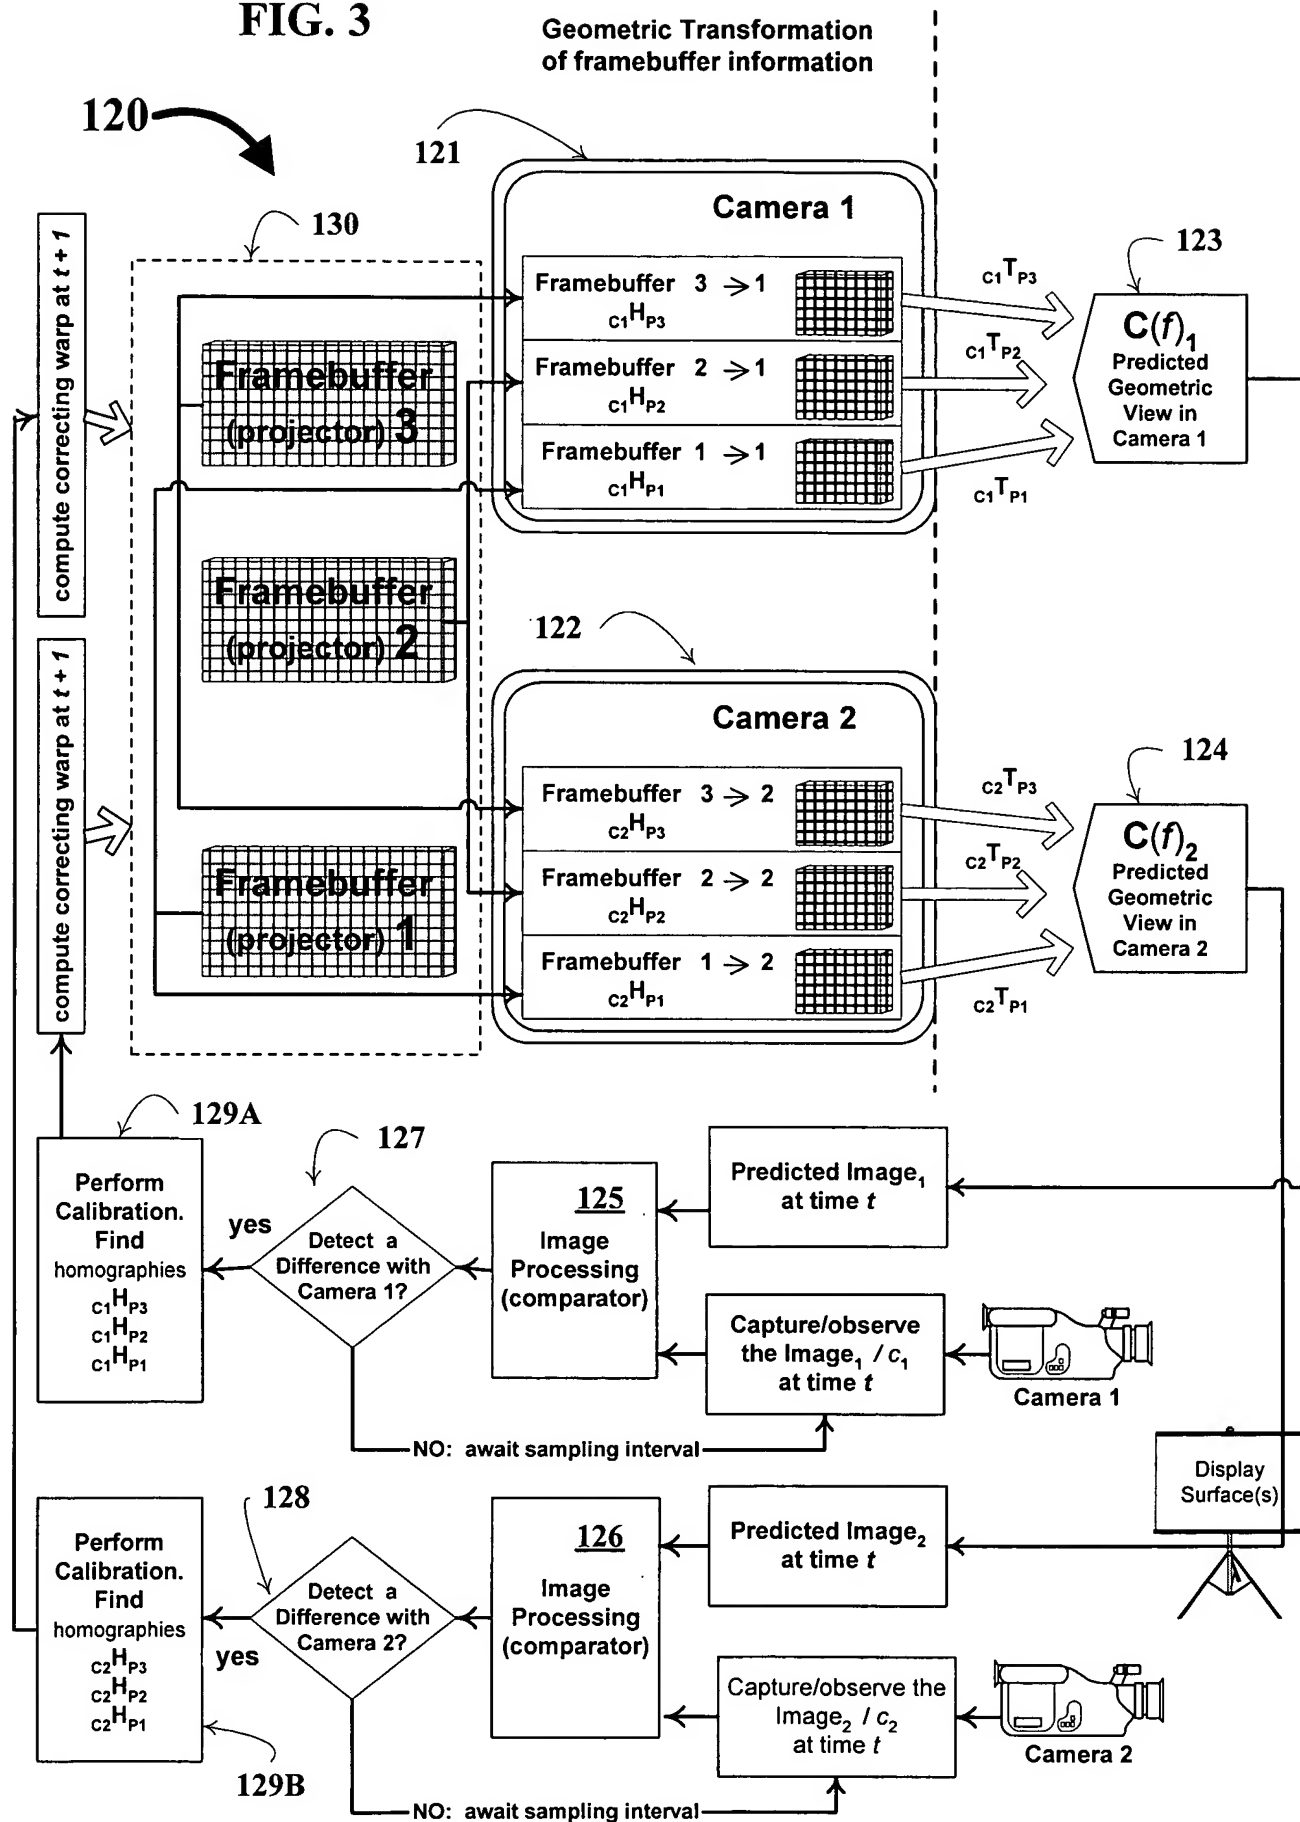 FIG. 3
Geometric Transformation
of framebuffer information
120
121
130
Camera 1
123
compute correcting warp at t + 1
Framebuffer 3 → 1
C1HP3
C1TP3
C(f)1
Predicted
Geometric
View in
Camera 1
Framebuffer
(projector) 3
Framebuffer 2 → 1
C1HP2
C1TP2
Framebuffer 1 → 1
C1HP1
C1TP1
Framebuffer
(projector) 2
122
compute correcting warp at t + 1
Camera 2
124
Framebuffer 3 → 2
C2HP3
C2TP3
C(f)2
Predicted
Geometric
View in
Camera 2
Framebuffer
(projector) 1
Framebuffer 2 → 2
C2HP2
C2TP2
Framebuffer 1 → 2
C2HP1
C2TP1
129A
127
Perform
Calibration.
Find
homographies
C1HP3
C1HP2
C1HP1
yes
Detect a
Difference with
Camera 1?
125
Image
Processing
(comparator)
Predicted Image1
at time t
Capture/observe
the Image1 / c1
at time t
Camera 1
NO: await sampling interval
Display
Surface(s)
128
Perform
Calibration.
Find
homographies
C2HP3
C2HP2
C2HP1
yes
Detect a
Difference with
Camera 2?
126
Image
Processing
(comparator)
Predicted Image2
at time t
Capture/observe the
Image2 / c2
at time t
Camera 2
129B
NO: await sampling interval